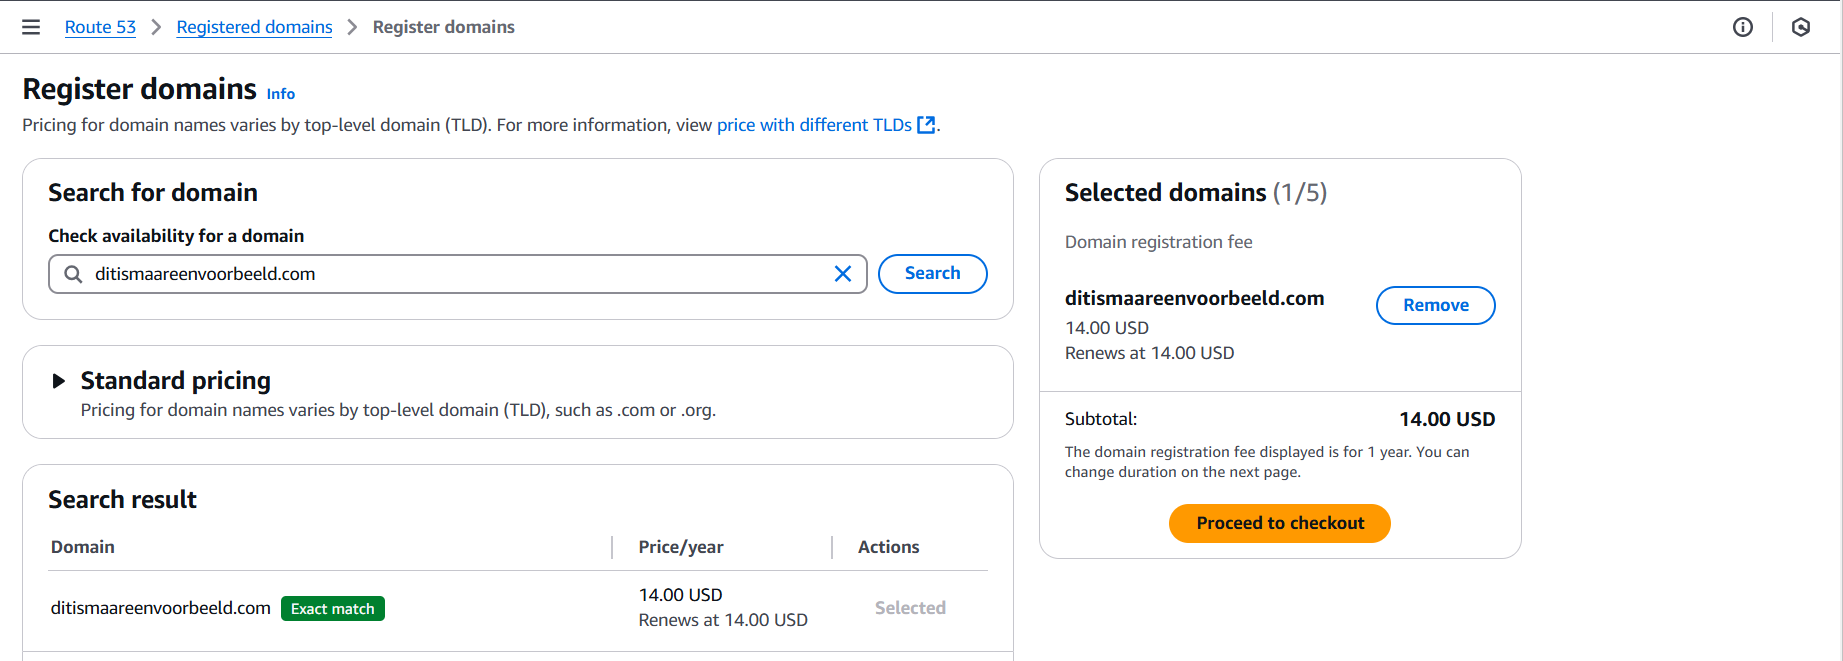 Route 53 Registered domains Register domains
Register domains Info
Pricing for domain names varies by top-level domain (TLD). For more information, view price with different TLDs.
Search for domain
Check availability for a domain
ditismaareenvoorbeeld.com Search
Standard pricing
Pricing for domain names varies by top-level domain (TLD), such as .com or .org.
Search result
Domain Price/year Actions
ditismaareenvoorbeeld.com Exact match 14.00 USD Selected
Renews at 14.00 USD
Selected domains (1/5)
Domain registration fee
ditismaareenvoorbeeld.com Remove
14.00 USD
Renews at 14.00 USD
Subtotal: 14.00 USD
The domain registration fee displayed is for 1 year. You can
change duration on the next page.
Proceed to checkout